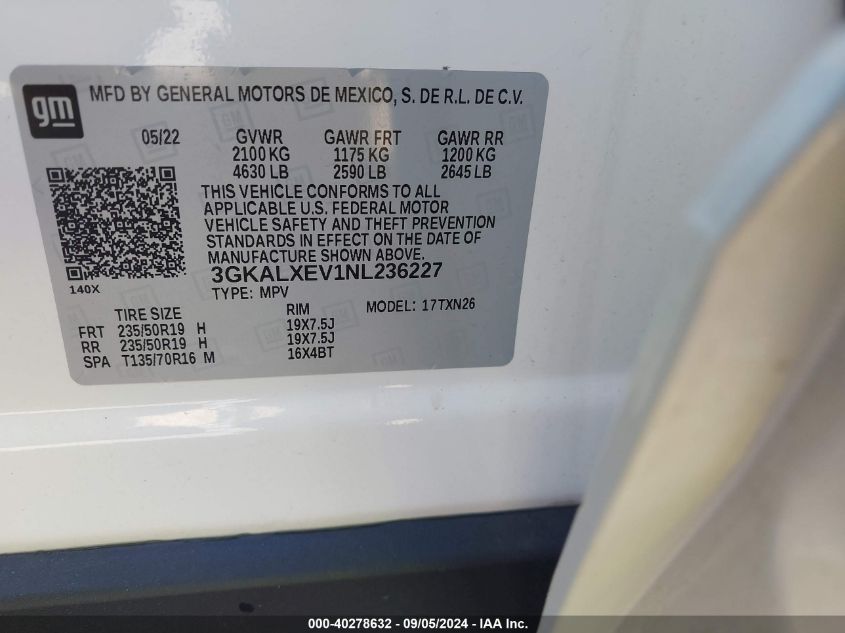 gm
MFD BY GENERAL MOTORS DE MEXICO, S. DE R.L. DE C.V.
05/22 GVWR GAWR FRT GAWR RR
2100 KG 1175 KG 1200 KG
4630 LB 2590 LB 2645 LB
THIS VEHICLE CONFORMS TO ALL
APPLICABLE U.S. FEDERAL MOTOR
VEHICLE SAFETY AND THEFT PREVENTION
STANDARDS IN EFFECT ON THE DATE OF
MANUFACTURE SHOWN ABOVE.
3GKALXEV1NL236227
140X
TYPE: MPV
TIRE SIZE RIM MODEL: 17TXN26
FRT 235/50R19 H 19X7.5J
RR 235/50R19 H 19X7.5J
SPA T135/70R16 M 16X4BT
000-40278632 - 09/05/2024 - IAA Inc.